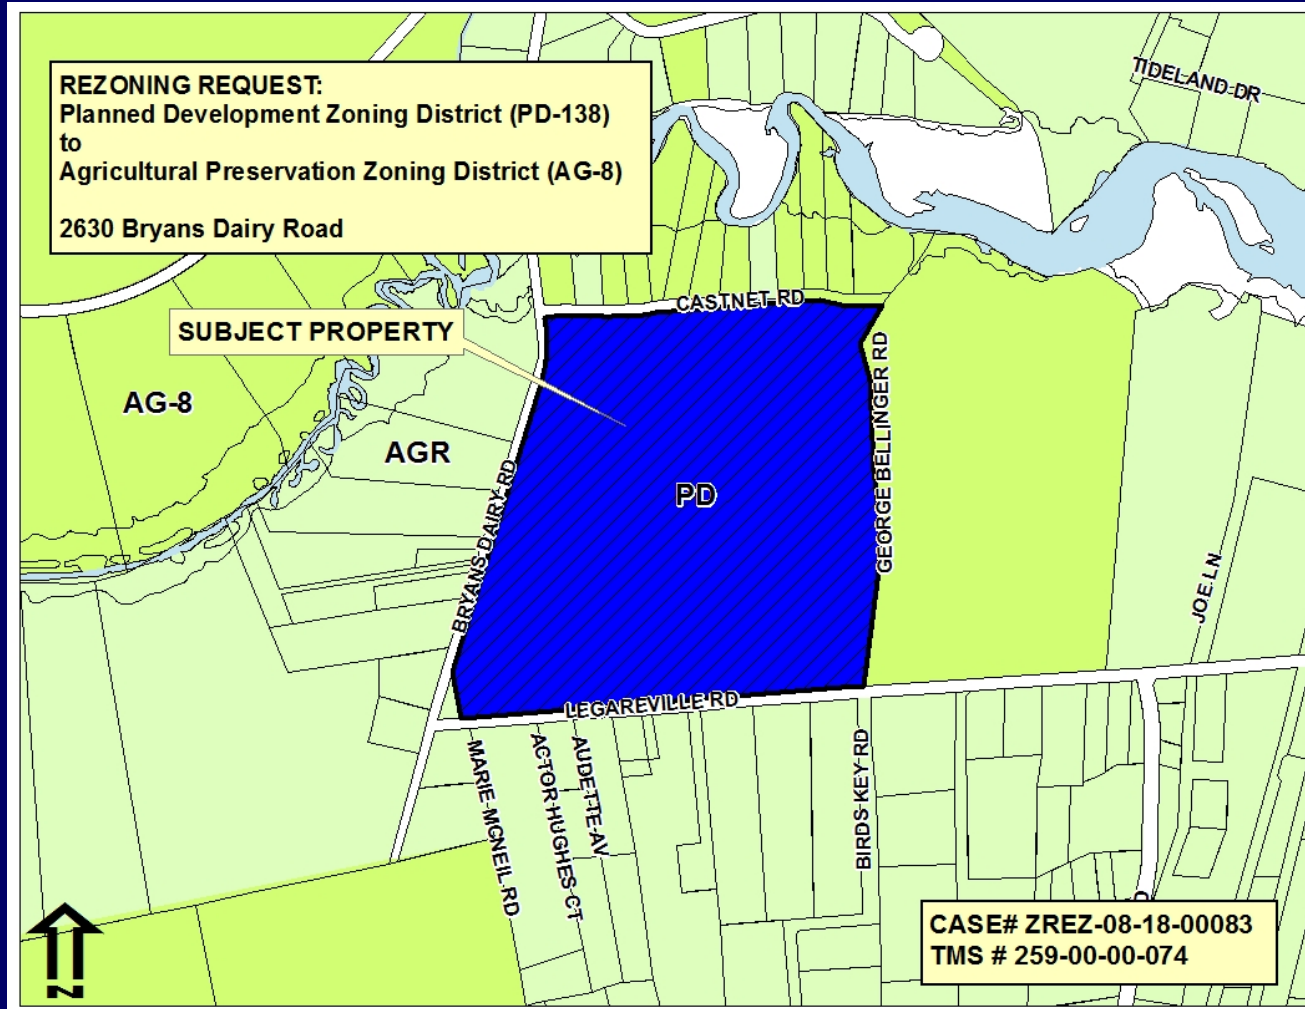 REZONING REQUEST:
Planned Development Zoning District (PD-138)
to
Agricultural Preservation Zoning District (AG-8)
2630 Bryans Dairy Road
TIDELAND DR
CASTNET RD
SUBJECT PROPERTY
AG-8
AGR
PD
BRYANS DAIRY RD
GEORGE BELLINGER RD
JOE LN
LEGAREVILLE RD
MARIE MCNEIL RD
ACTOR HUGHES CT
AUDETTE AV
BIRDS KEY RD
D
CASE# ZREZ-08-18-00083
TMS # 259-00-00-074
N